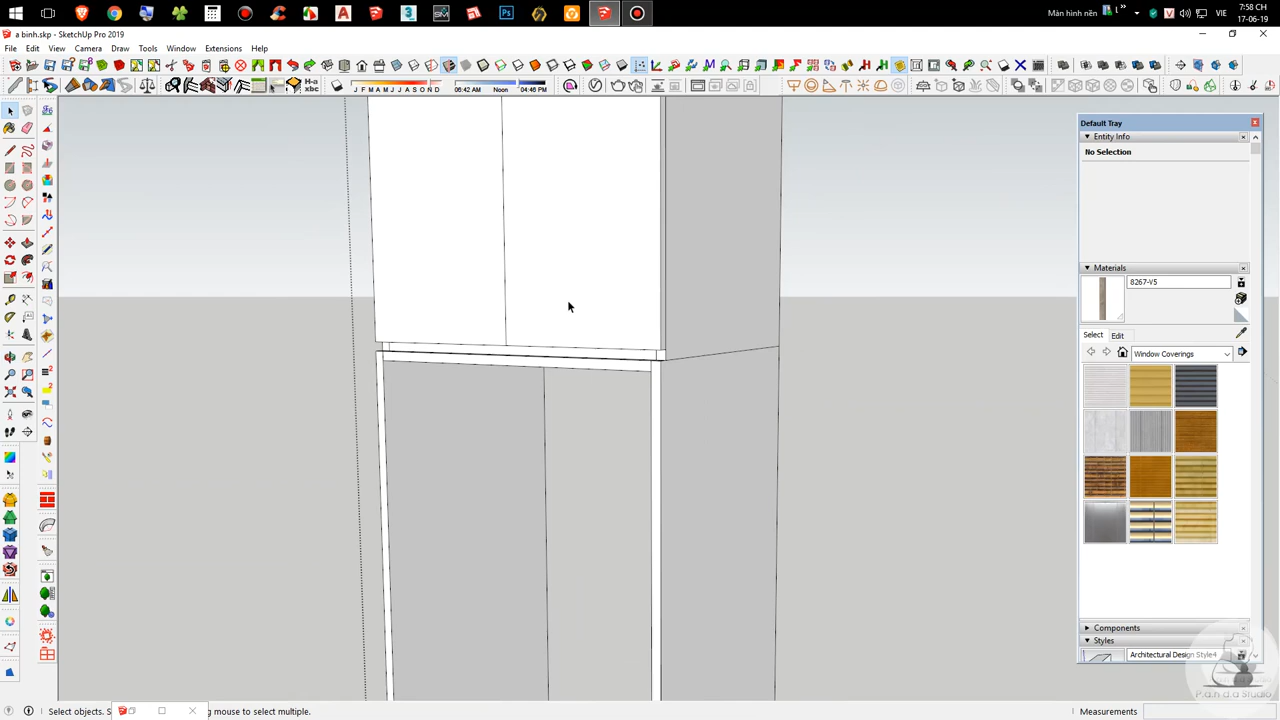 Màn hình nền
VIE
7:58 CH
17-06-19
a binh.skp - SketchUp Pro 2019
File Edit View Camera Draw Tools Window Extensions Help
J F M A M J J A S O N D
06:42 AM Noon 04:46 PM
Default Tray
Entity Info
No Selection
Materials
8267-V5
Select Edit
Window Coverings
Components
Styles
Architectural Design Style4
P.a.n.d.a Studio
Select objects. S
g mouse to select multiple.
Measurements